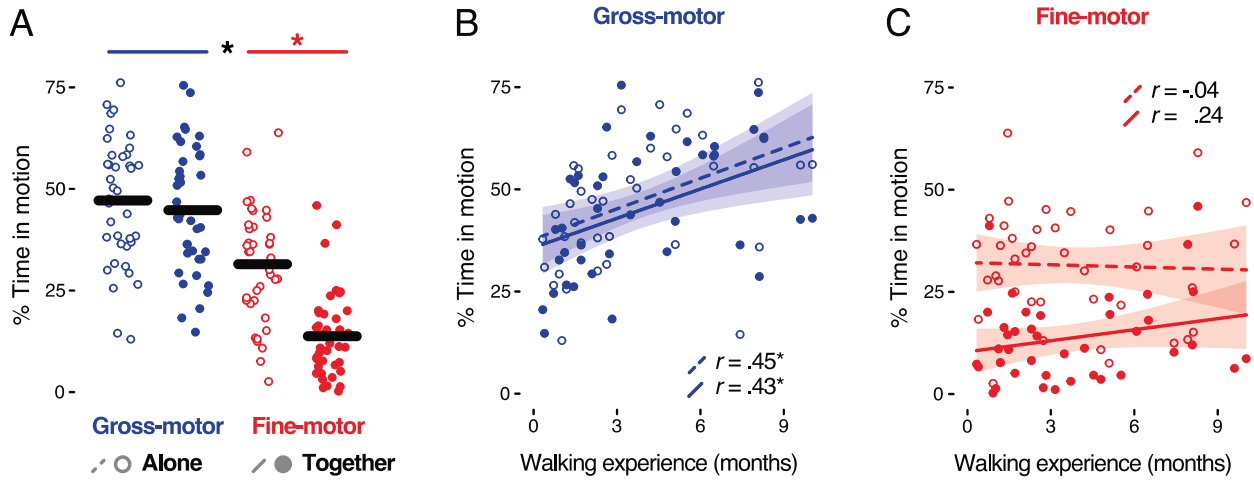 A
*
*
% Time in motion
75
50
25
0
Gross-motor
Fine-motor
Alone
Together
B
Gross-motor
% Time in motion
75
50
25
0
r = .45*
r = .43*
0
3
6
9
Walking experience (months)
C
Fine-motor
% Time in motion
75
50
25
0
r = -.04
r = .24
0
3
6
9
Walking experience (months)